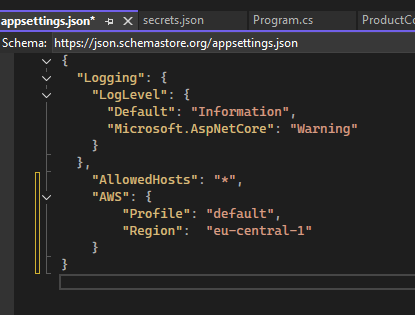 appsettings.json*
secrets.json
Program.cs
ProductCo
Schema: https://json.schemastore.org/appsettings.json
{
"Logging": {
"LogLevel": {
"Default": "Information",
"Microsoft.AspNetCore": "Warning"
}
},
"AllowedHosts": "*",
"AWS": {
"Profile": "default",
"Region":  "eu-central-1"
}
}